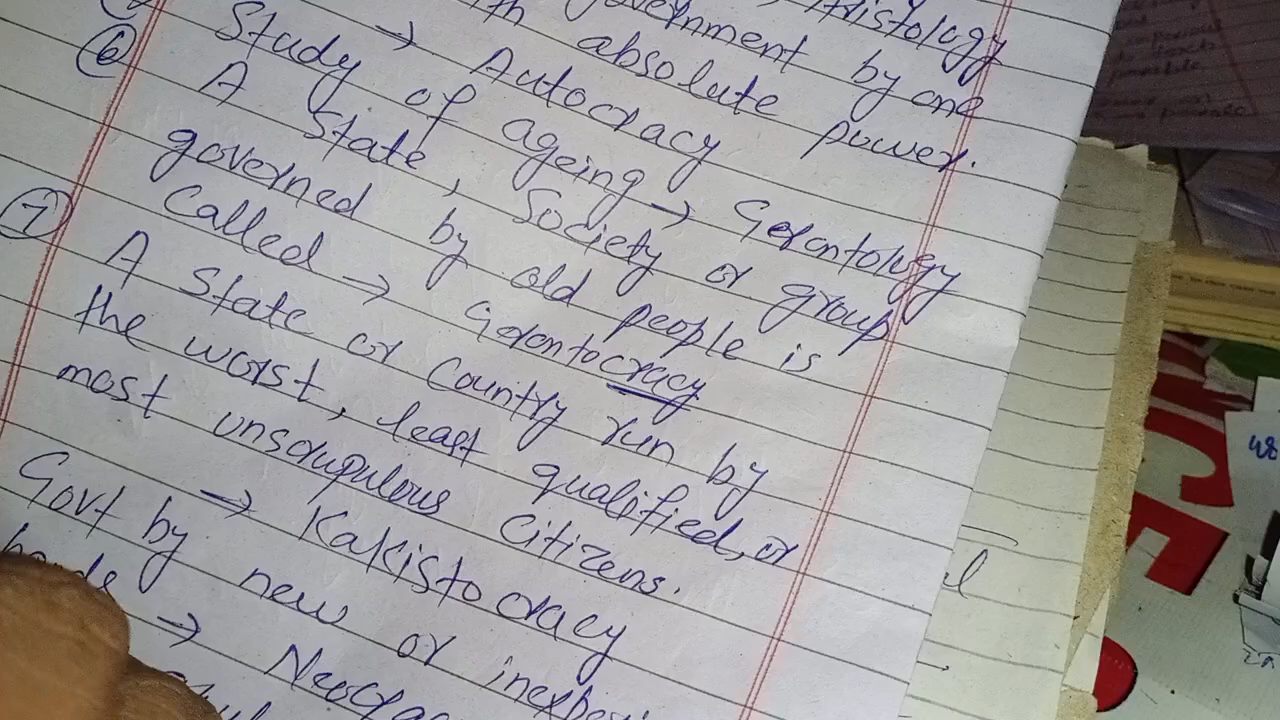 Histology
government by one
absolute power.
→ Autocracy
Study of ageing → Gerontology
⑥ A State, Society or group
governed by old people is
Called → Gerontocracy
⑦ A State or Country run by
the worst, least qualified, or
most unscrupulous Citizens.
→ Kakistocracy
Govt by new or inexperi
→ Neocra
48